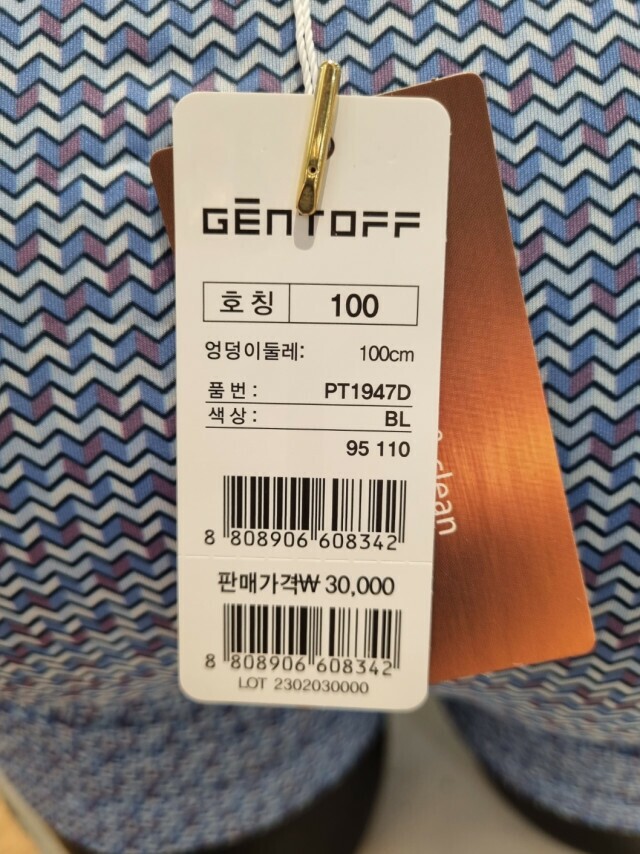 GENTOFF
호칭 100
엉덩이둘레: 100cm
품번: PT1947D
색상: BL
95 110
8 808906 608342
판매가격₩ 30,000
8 808906 608342
LOT 2302030000
clean